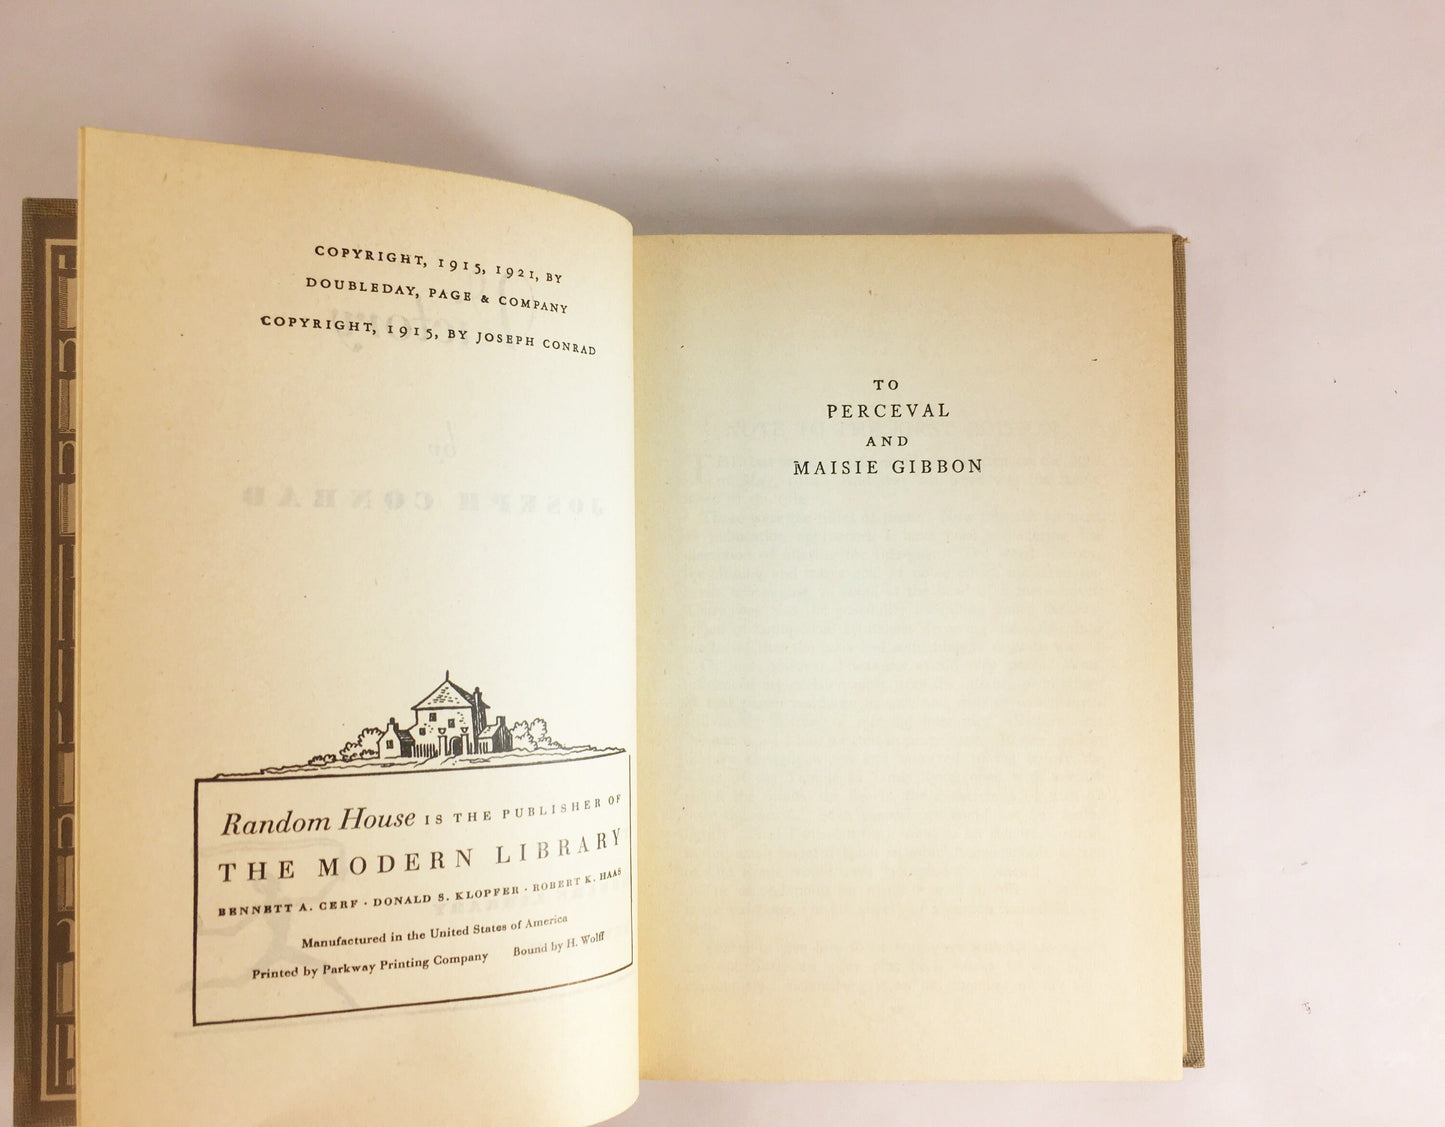 COPYRIGHT, 1915, 1921, BY
DOUBLEDAY, PAGE & COMPANY
COPYRIGHT, 1915, BY JOSEPH CONRAD
Random House IS THE PUBLISHER OF
THE MODERN LIBRARY
BENNETT A. CERF · DONALD S. KLOPFER · ROBERT K. HAAS
Manufactured in the United States of America
Printed by Parkway Printing Company Bound by H. Wolff
TO
PERCEVAL
AND
MAISIE GIBBON